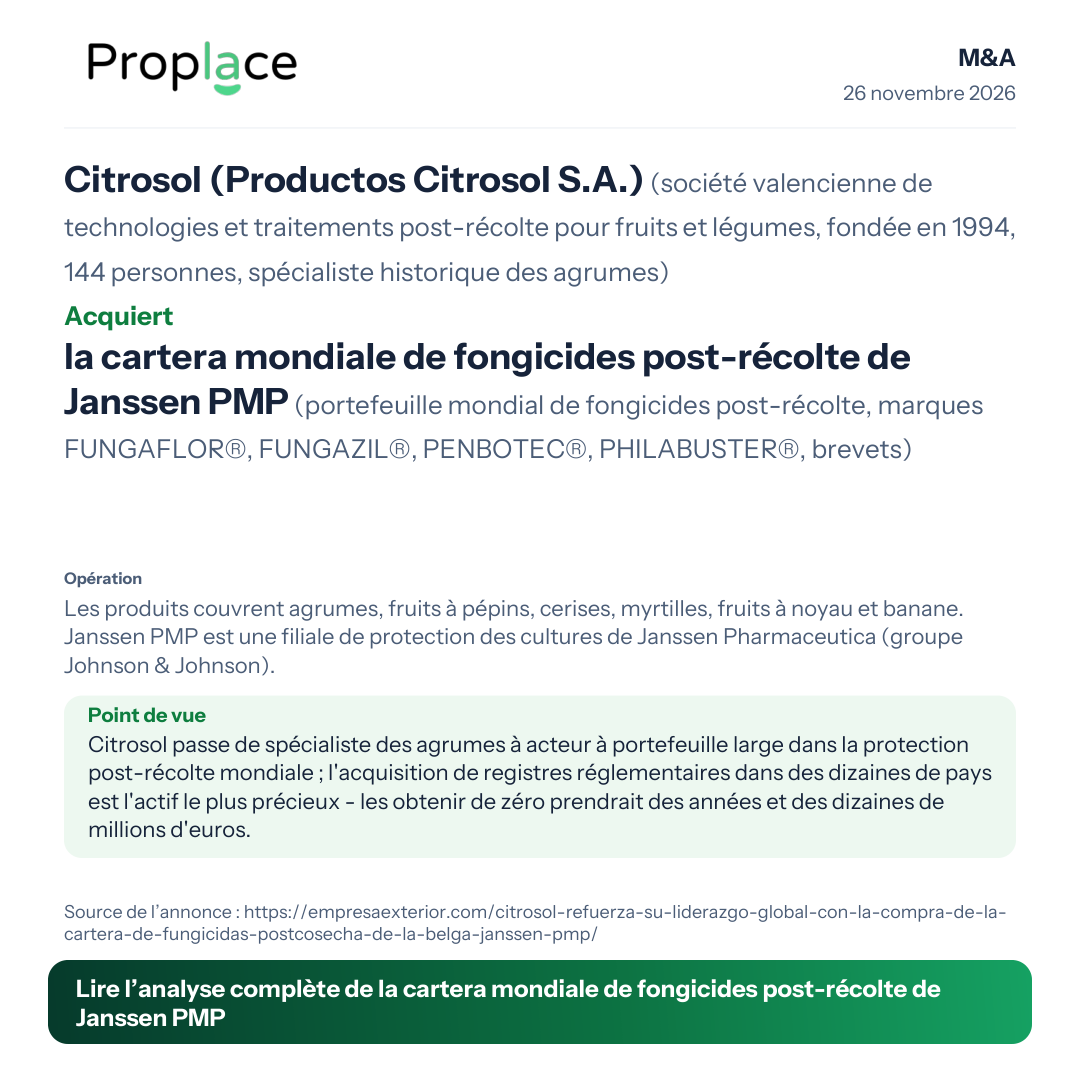 Proplace
M&A
26 novembre 2026
Citrosol (Productos Citrosol S.A.) (société valencienne de
technologies et traitements post-récolte pour fruits et légumes, fondée en 1994,
144 personnes, spécialiste historique des agrumes)
Acquiert
la cartera mondiale de fongicides post-récolte de
Janssen PMP (portefeuille mondial de fongicides post-récolte, marques
FUNGAFLOR®, FUNGAZIL®, PENBOTEC®, PHILABUSTER®, brevets)
Opération
Les produits couvrent agrumes, fruits à pépins, cerises, myrtilles, fruits à noyau et banane.
Janssen PMP est une filiale de protection des cultures de Janssen Pharmaceutica (groupe
Johnson & Johnson).
Point de vue
Citrosol passe de spécialiste des agrumes à acteur à portefeuille large dans la protection
post-récolte mondiale ; l'acquisition de registres réglementaires dans des dizaines de pays
est l'actif le plus précieux - les obtenir de zéro prendrait des années et des dizaines de
millions d'euros.
Source de l’annonce : https://empresaexterior.com/citrosol-refuerza-su-liderazgo-global-con-la-compra-de-la-
cartera-de-fungicidas-postcosecha-de-la-belga-janssen-pmp/
Lire l’analyse complète de la cartera mondiale de fongicides post-récolte de
Janssen PMP